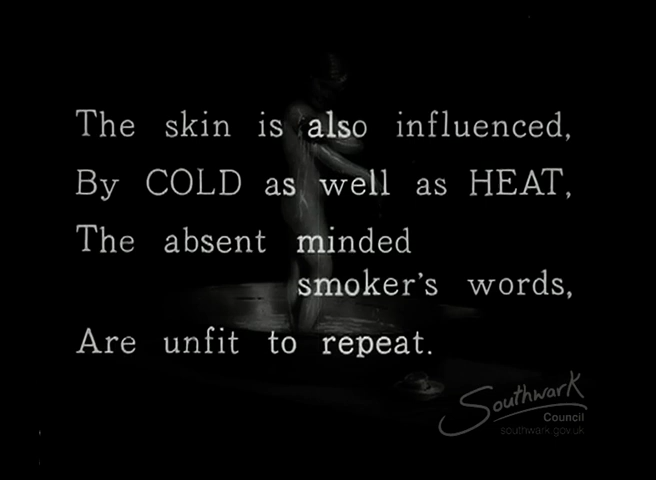 The skin is also influenced,
By COLD as well as HEAT,
The absent minded
smoker's words,
Are unfit to repeat.
Southwark
Council
southwark.gov.uk